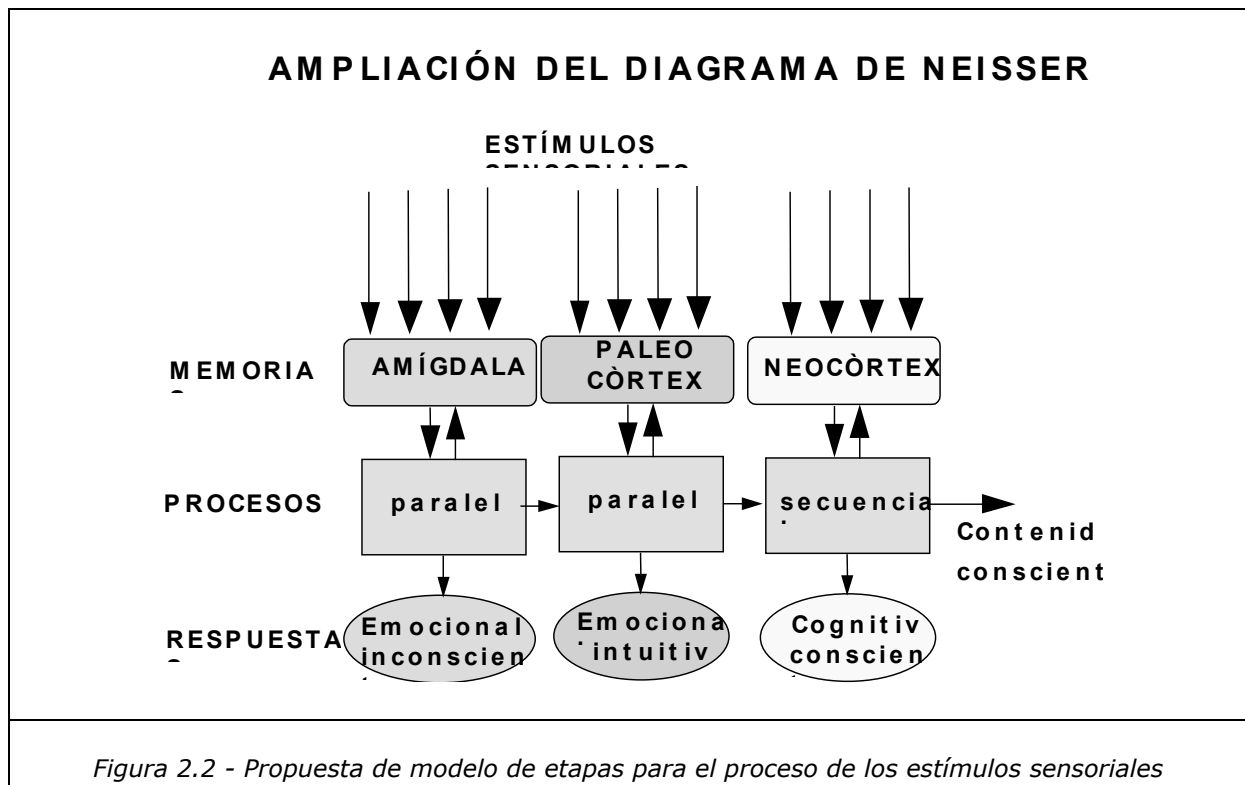 AMPLIACIÓN DEL DIAGRAMA DE NEISSER
ESTÍMULOS
SENSORIALES
MEMORIA
AMÍGDALA
PALEO
CÒRTEX
NEOCÒRTEX
PROCESOS
paralel
paralel
secuencia
Contenid
conscient
RESPUESTA
Emocional
inconscien
Emociona
intuitiv
Cognitiv
conscien
Figura 2.2 - Propuesta de modelo de etapas para el proceso de los estímulos sensoriales